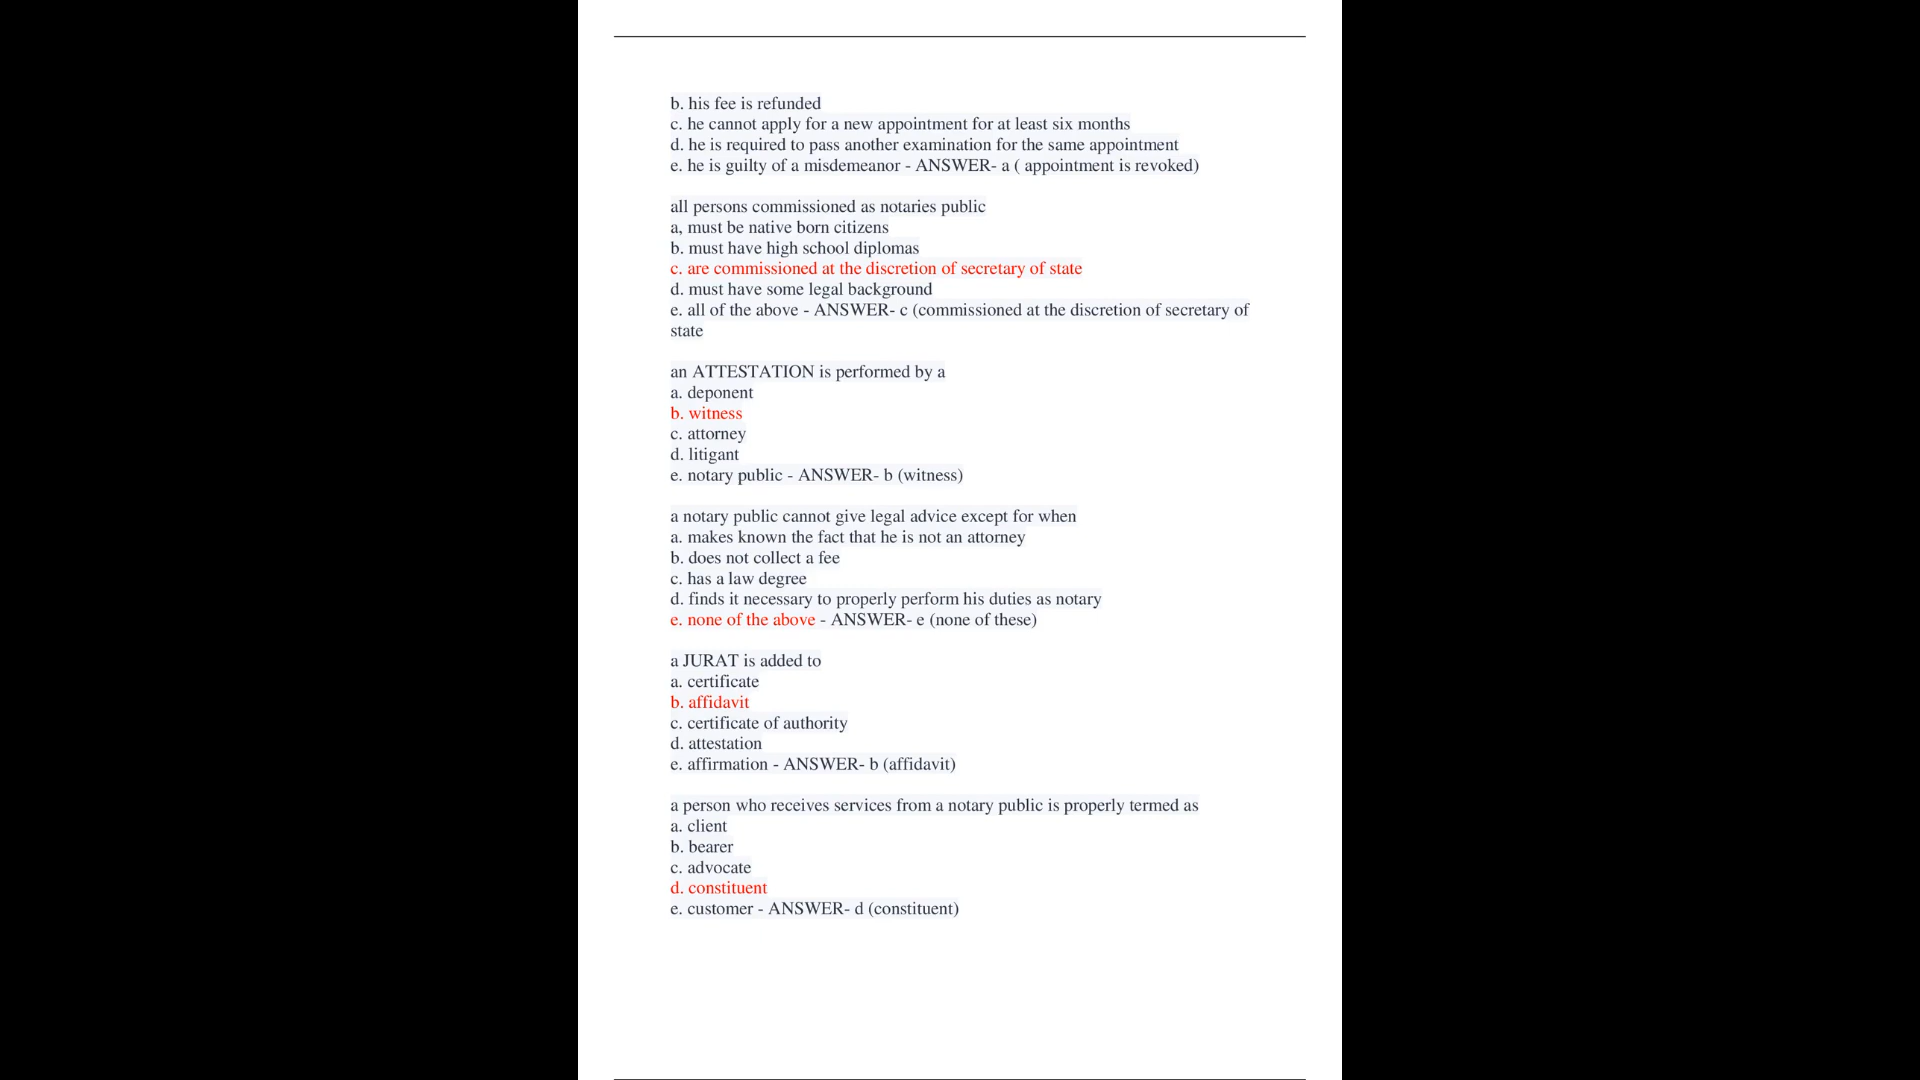 b. his fee is refunded
c. he cannot apply for a new appointment for at least six months
d. he is required to pass another examination for the same appointment
e. he is guilty of a misdemeanor - ANSWER- a ( appointment is revoked)
all persons commissioned as notaries public
a, must be native born citizens
b. must have high school diplomas
c. are commissioned at the discretion of secretary of state
d. must have some legal background
e. all of the above - ANSWER- c (commissioned at the discretion of secretary of
state
an ATTESTATION is performed by a
a. deponent
b. witness
c. attorney
d. litigant
e. notary public - ANSWER- b (witness)
a notary public cannot give legal advice except for when
a. makes known the fact that he is not an attorney
b. does not collect a fee
c. has a law degree
d. finds it necessary to properly perform his duties as notary
e. none of the above - ANSWER- e (none of these)
a JURAT is added to
a. certificate
b. affidavit
c. certificate of authority
d. attestation
e. affirmation - ANSWER- b (affidavit)
a person who receives services from a notary public is properly termed as
a. client
b. bearer
c. advocate
d. constituent
e. customer - ANSWER- d (constituent)